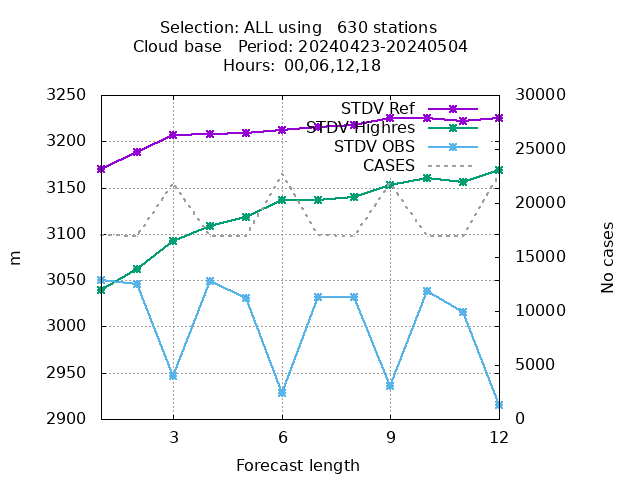 Selection: ALL using   630 stations
Cloud base   Period: 20240423-20240504
Hours:  00,06,12,18
3250 30000
STDV Ref
STDV Highres
STDV OBS
CASES
3200 25000
3150 20000
3100 15000
3050 10000
3000
2950 5000
2900 0
m
No cases
3 6 9 12
Forecast length